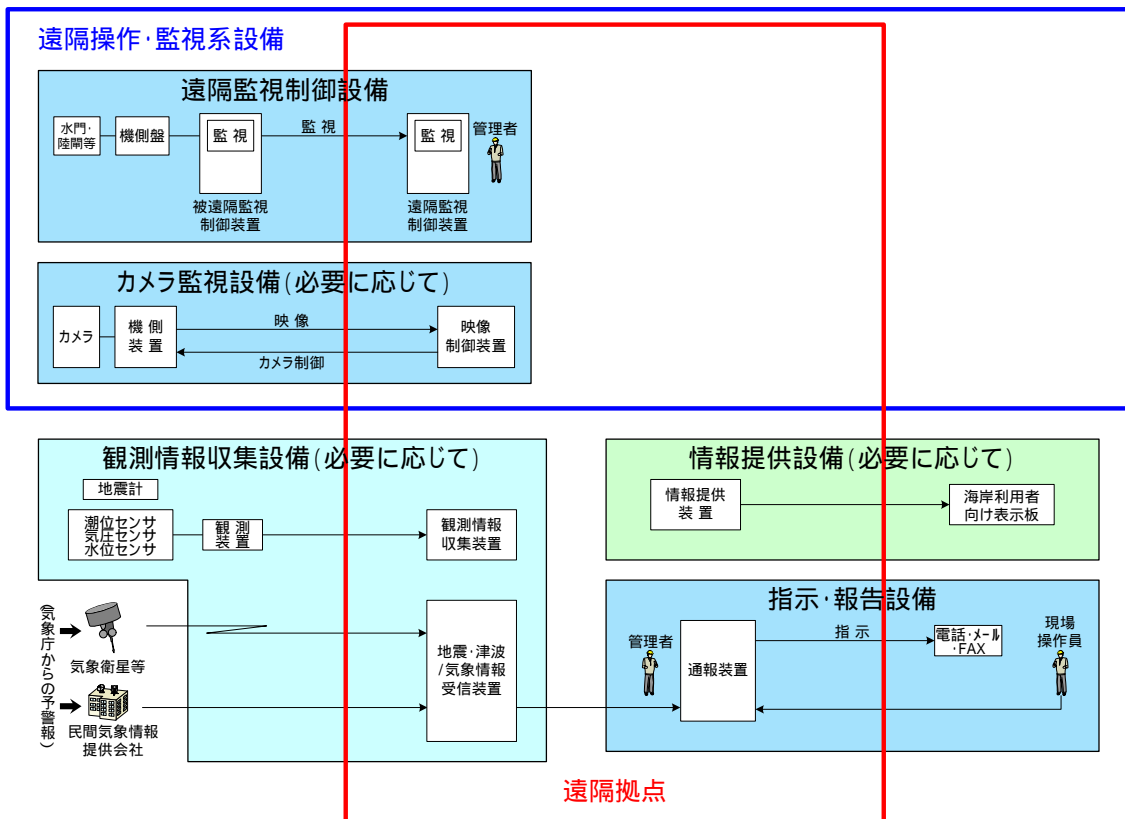 遠隔操作・監視系設備
遠隔監視制御設備
水門・
陸閘等
機側盤
監 視
監 視
監 視
管理者
被遠隔監視
制御装置
遠隔監視
制御装置
カメラ監視設備(必要に応じて)
カメラ
機 側
装 置
映 像
カメラ制御
映像
制御装置
観測情報収集設備(必要に応じて)
地震計
潮位センサ
気圧センサ
水位センサ
観 測
装 置
観測情報
収集装置
(気象庁からの予警報)
気象衛星等
民間気象情報
提供会社
地震・津波
/気象情報
受信装置
情報提供設備(必要に応じて)
情報提供
装 置
海岸利用者
向け表示板
指示・報告設備
管理者
通報装置
指 示
電話・メール
・FAX
現場
操作員
遠隔拠点